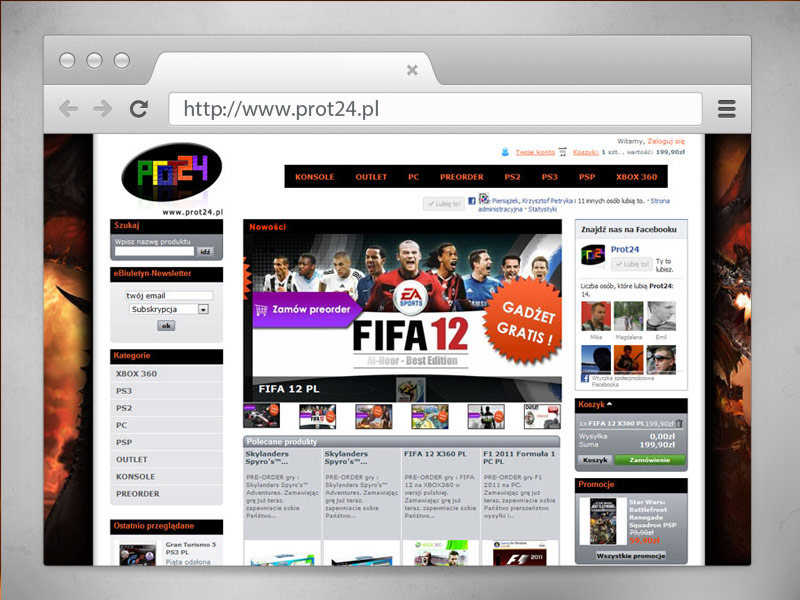 http://www.prot24.pl
Witamy, Zaloguj się
Twoje konto Koszyk: 1 szt., wartość: 199,90zł
Prot24
www.prot24.pl
KONSOLE OUTLET PC PREORDER PS2 PS3 PSP XBOX 360
Lubię to!
Pieniążek, Krzysztof Petryka i 11 innych osób lubią to. · Strona
administracyjna · Statystyki
Szukaj
Wpisz nazwę produktu
idź
eBiuletyn-Newsletter
twój email
Subskrypcja
ok
Kategorie
XBOX 360
PS3
PS2
PC
PSP
OUTLET
KONSOLE
PREORDER
Ostatnio przeglądane
Gran Turismo 5
PS3 PL
Piąta odsłona
Nowości
Zamów preorder
EA
SPORTS
GADŻET
GRATIS !
FIFA 12
Al-Noor - Best Edition
FIFA 12 PL
Polecane produkty
Skylanders
Spyro's™...
PRE-ORDER gry :
Skylanders Spyro's™
Adventures. Zamawiając
grę już teraz,
zapewniacie sobie
Państwo...
Skylanders
Spyro's™...
PRE-ORDER gry :
Skylanders Spyro's™
Adventures. Zamawiając
grę już teraz,
zapewniacie sobie
Państwo...
FIFA 12 X360 PL
PRE-ORDER gry : FIFA
12 na XBOX360 w
wersji polskiej.
Zamawiając grę już
teraz, zapewniacie
sobie Państwo...
F1 2011 Formula 1
PC PL
PRE-ORDER gry F1
2011 na PC.
Zamawiając grę już
teraz, zapewniacie sobie
Państwo pierszeństwo
wysyłki i...
XBOX 360
F1 2011
Znajdź nas na Facebooku
Prot24
Lubię to!
Ty to
lubisz.
Liczba osób, które lubią Prot24:
14.
Mike Magdalena Emil
Wtyczka społecznościowa
Facebooka
Koszyk
1x FIFA 12 X360 PL 199,90zł
Wysyłka 0,00zł
Suma 199,90zł
Koszyk Zamówienie
Promocje
Star Wars:
Battlefront
Renegade
Squadron PSP
79,90zł
59,90zł
Wszystkie promocje